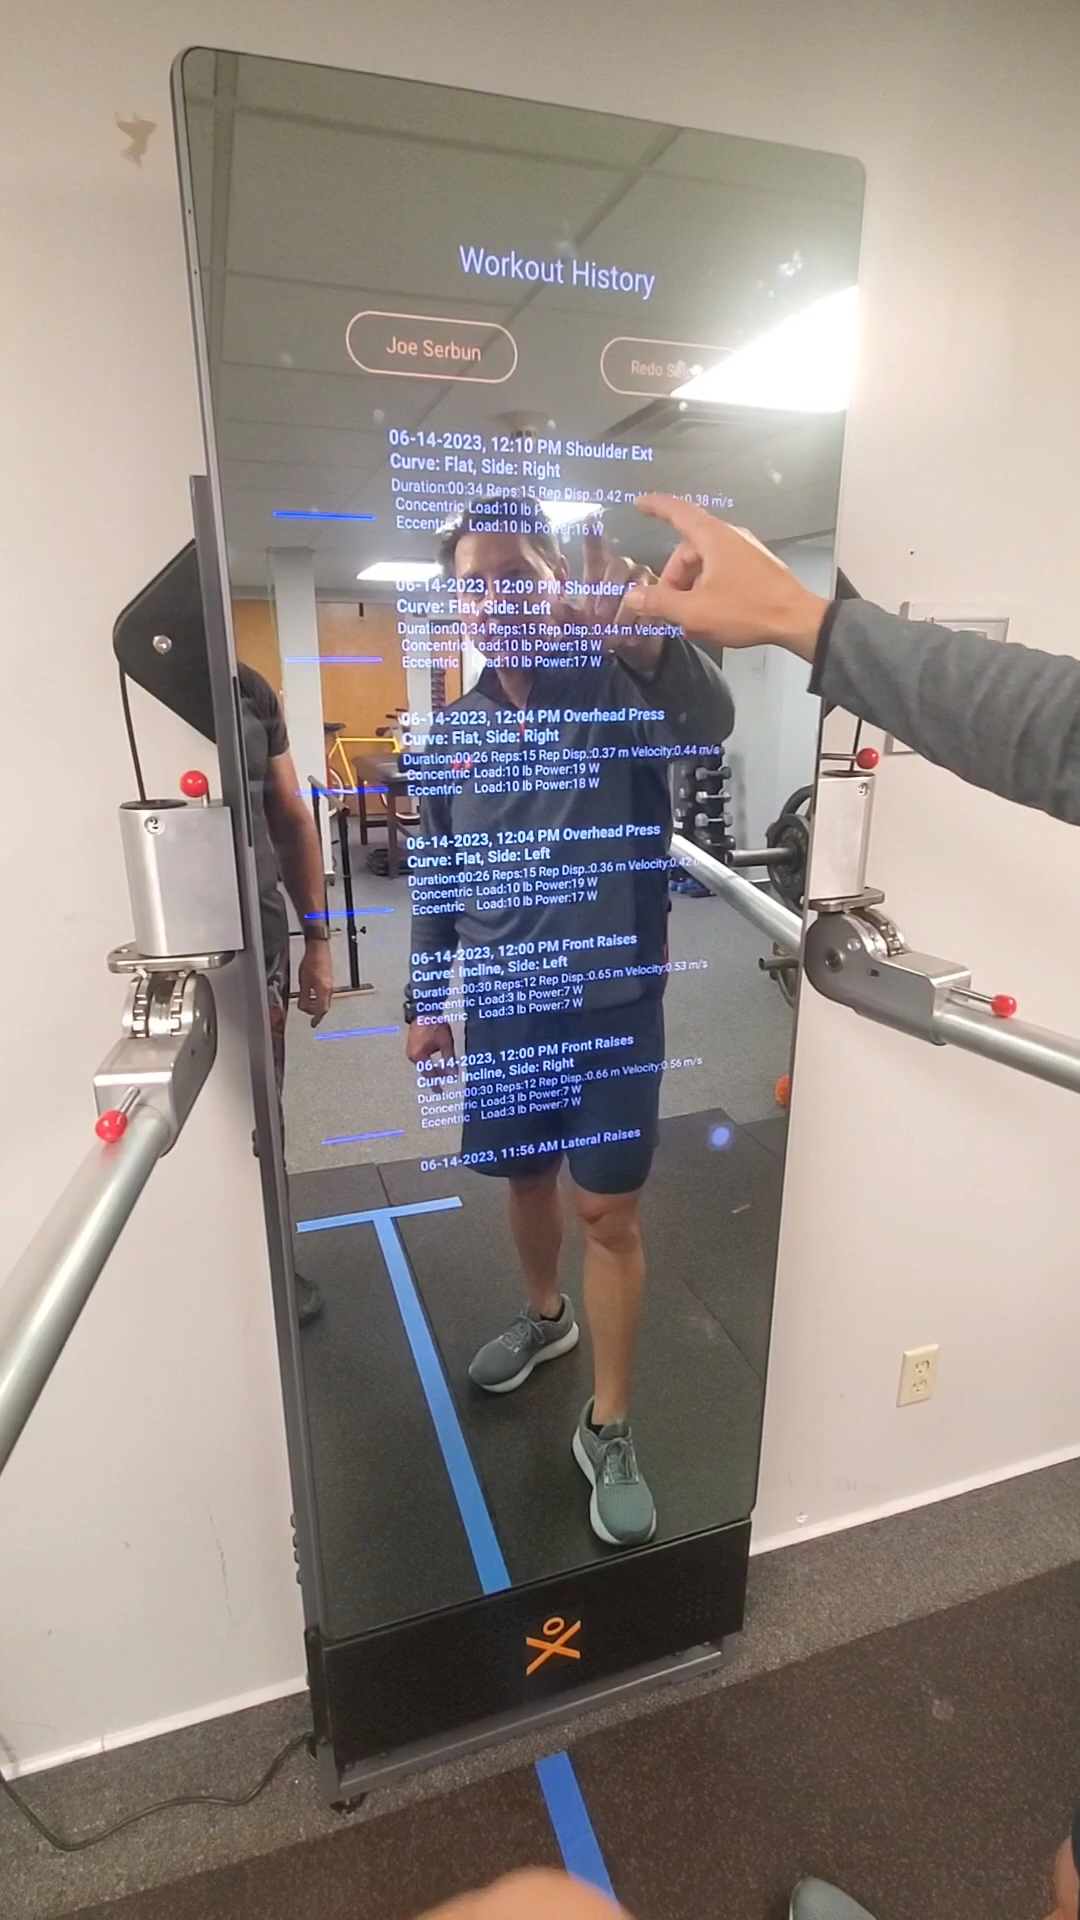 Workout History
Joe Serbun
Redo
06-14-2023, 12:10 PM Shoulder Ext
Curve: Flat, Side: Right
Duration:00:34 Reps:15 Rep Disp.:0.42 m 0.38 m/s
Concentric Load:10 lb W
Eccentric Load:10 lb Power:16 W
06-14-2023, 12:09 PM Shoulder
Curve: Flat, Side: Left
Duration:00:34 Reps:15 Rep Disp.:0.44 m Velocity:
Concentric Load:10 lb Power:18 W
Eccentric Load:10 lb Power:17 W
06-14-2023, 12:04 PM Overhead Press
Curve: Flat, Side: Right
Duration:00:26 Reps:15 Rep Disp.:0.37 m Velocity:0.44 m/s
Concentric Load:10 lb Power:19 W
Eccentric Load:10 lb Power:18 W
06-14-2023, 12:04 PM Overhead Press
Curve: Flat, Side: Left
Duration:00:26 Reps:15 Rep Disp.:0.36 m Velocity:0.42
Concentric Load:10 lb Power:19 W
Eccentric Load:10 lb Power:17 W
06-14-2023, 12:00 PM Front Raises
Curve: Incline, Side: Left
Duration:00:30 Reps:12 Rep Disp.:0.65 m Velocity:0.53 m/s
Concentric Load:3 lb Power:7 W
Eccentric Load:3 lb Power:7 W
06-14-2023, 12:00 PM Front Raises
Curve: Incline, Side: Right
Duration:00:30 Reps:12 Rep Disp.:0.66 m Velocity:0.56 m/s
Concentric Load:3 lb Power:7 W
Eccentric Load:3 lb Power:7 W
06-14-2023, 11:56 AM Lateral Raises